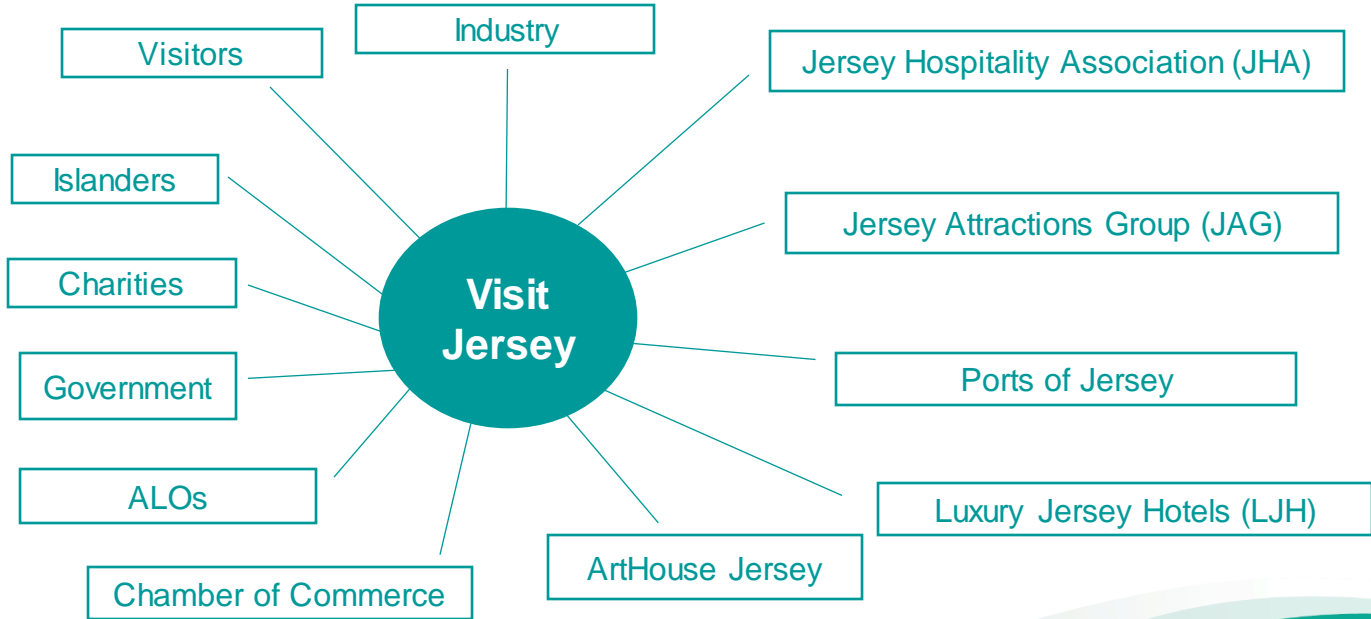 Industry
Visitors
Jersey Hospitality Association (JHA)
Islanders
Jersey Attractions Group (JAG)
Charities
Visit
Jersey
Government
Ports of Jersey
ALOs
Luxury Jersey Hotels (LJH)
ArtHouse Jersey
Chamber of Commerce